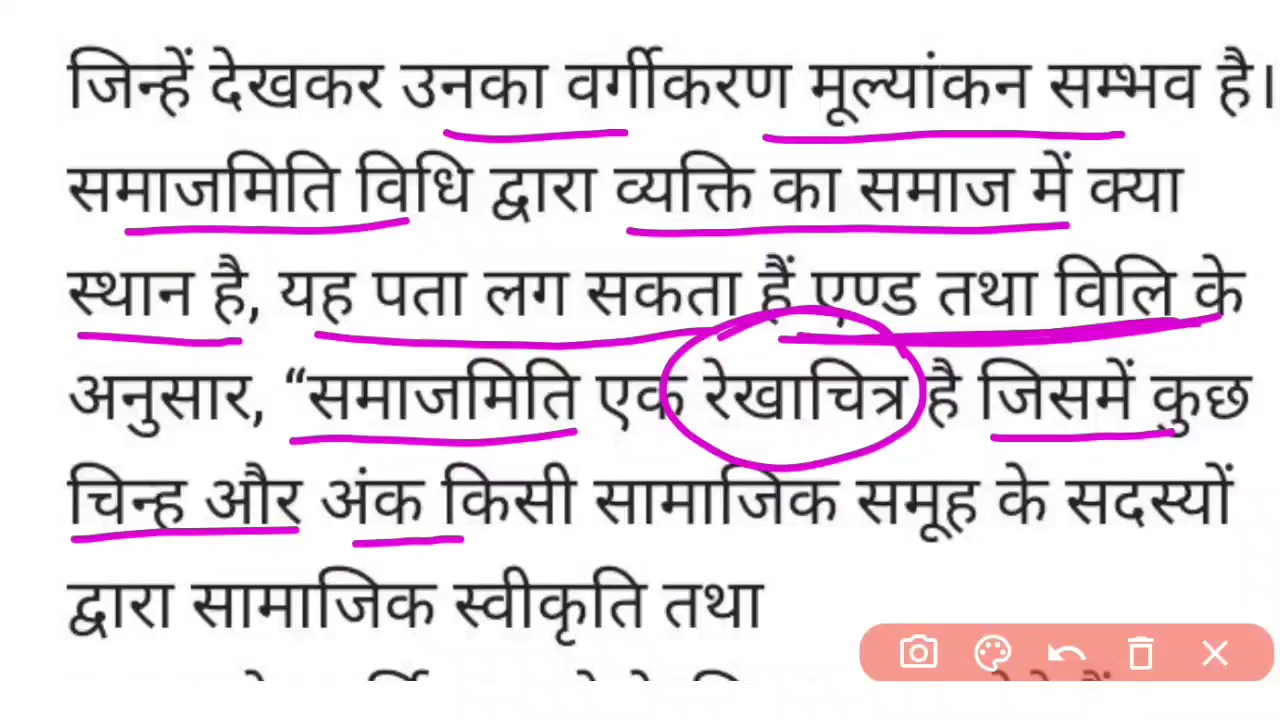 जिन्हें देखकर उनका वर्गीकरण मूल्यांकन सम्भव है।
समाजमिति विधि द्वारा व्यक्ति का समाज में क्या
स्थान है, यह पता लग सकता हैं एण्ड तथा विलि के
अनुसार, “समाजमिति एक रेखाचित्र है जिसमें कुछ
चिन्ह और अंक किसी सामाजिक समूह के सदस्यों
द्वारा सामाजिक स्वीकृति तथा